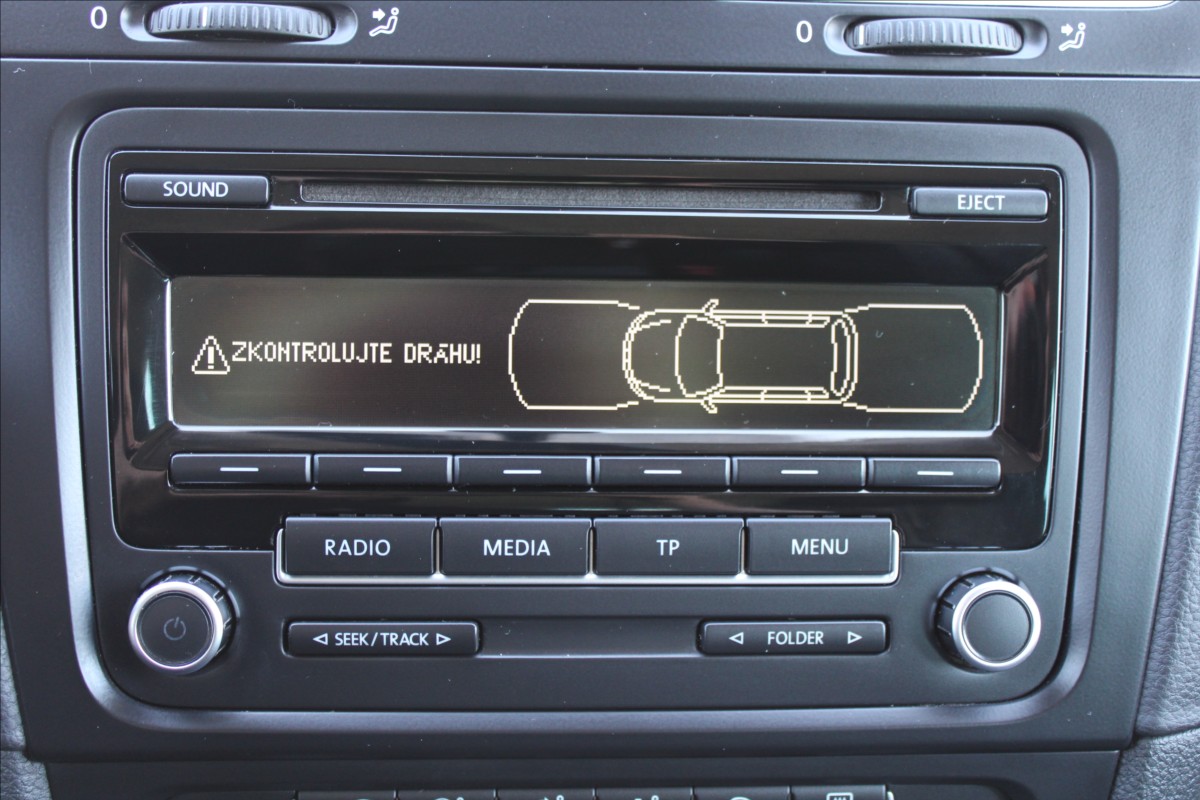 0
0
SOUND
EJECT
ZKONTROLUJTE DRÁHU!
RADIO MEDIA TP MENU
SEEK/TRACK
FOLDER